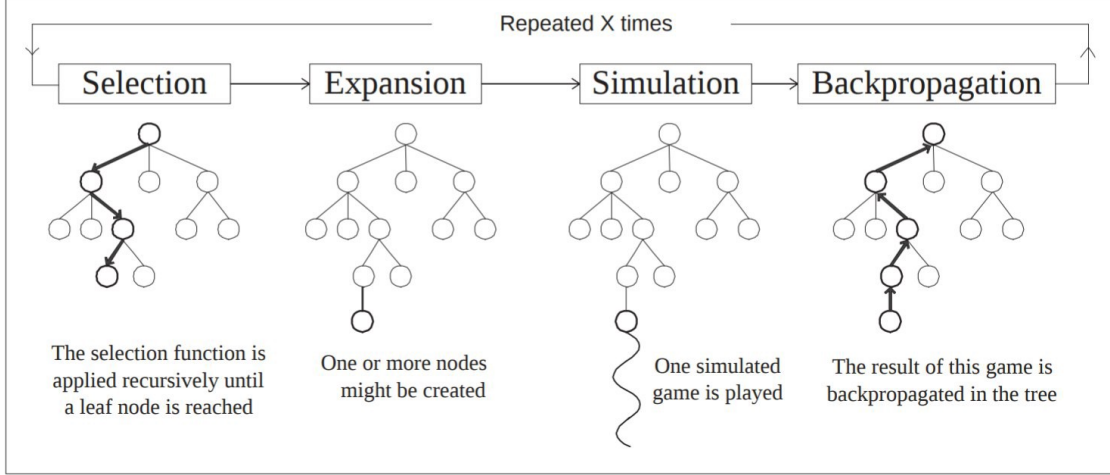 Repeated X times
Selection
Expansion
Simulation
Backpropagation
The selection function is
applied recursively until
a leaf node is reached
One or more nodes
might be created
One simulated
game is played
The result of this game is
backpropagated in the tree